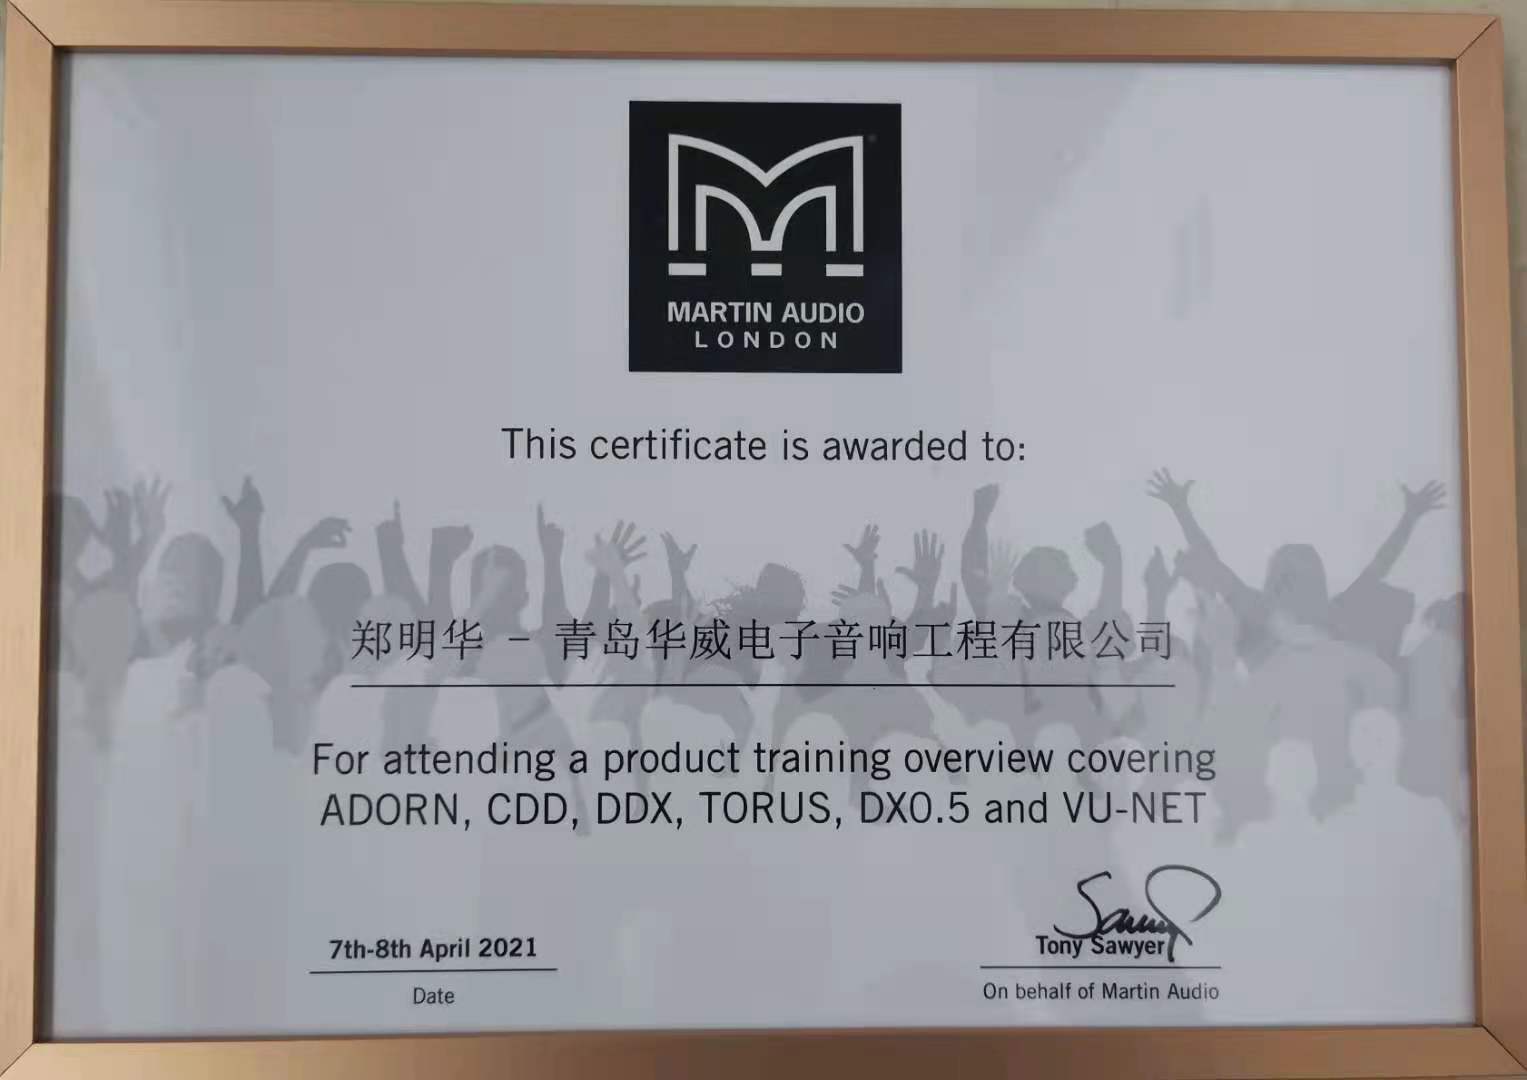 MARTIN AUDIO
LONDON
This certificate is awarded to:
郑明华 - 青岛华威电子音响工程有限公司
For attending a product training overview covering
ADORN, CDD, DDX, TORUS, DX0.5 and VU-NET
7th-8th April 2021
Date
Tony Sawyer
On behalf of Martin Audio